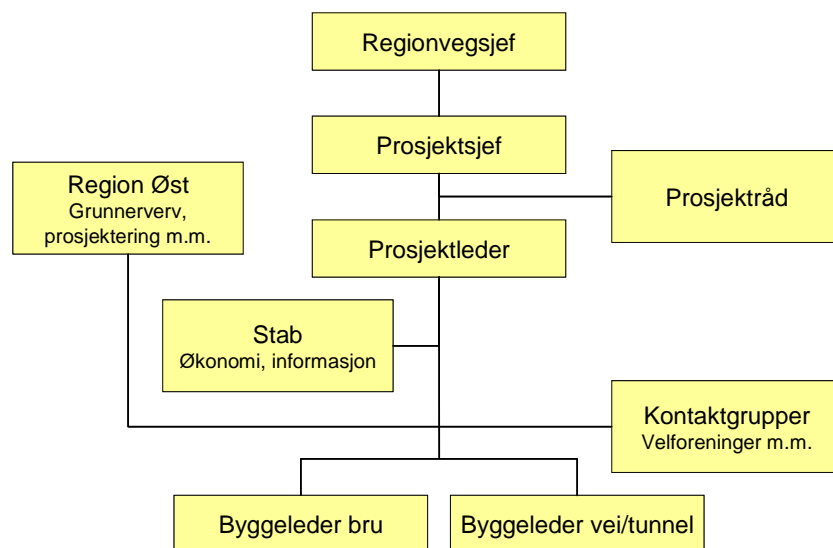 Regionvegsjef
Prosjektsjef
Region Øst
Grunnerverv,
prosjektering m.m.
Prosjektråd
Prosjektleder
Stab
Økonomi, informasjon
Kontaktgrupper
Velforeninger m.m.
Byggeleder bru
Byggeleder vei/tunnel